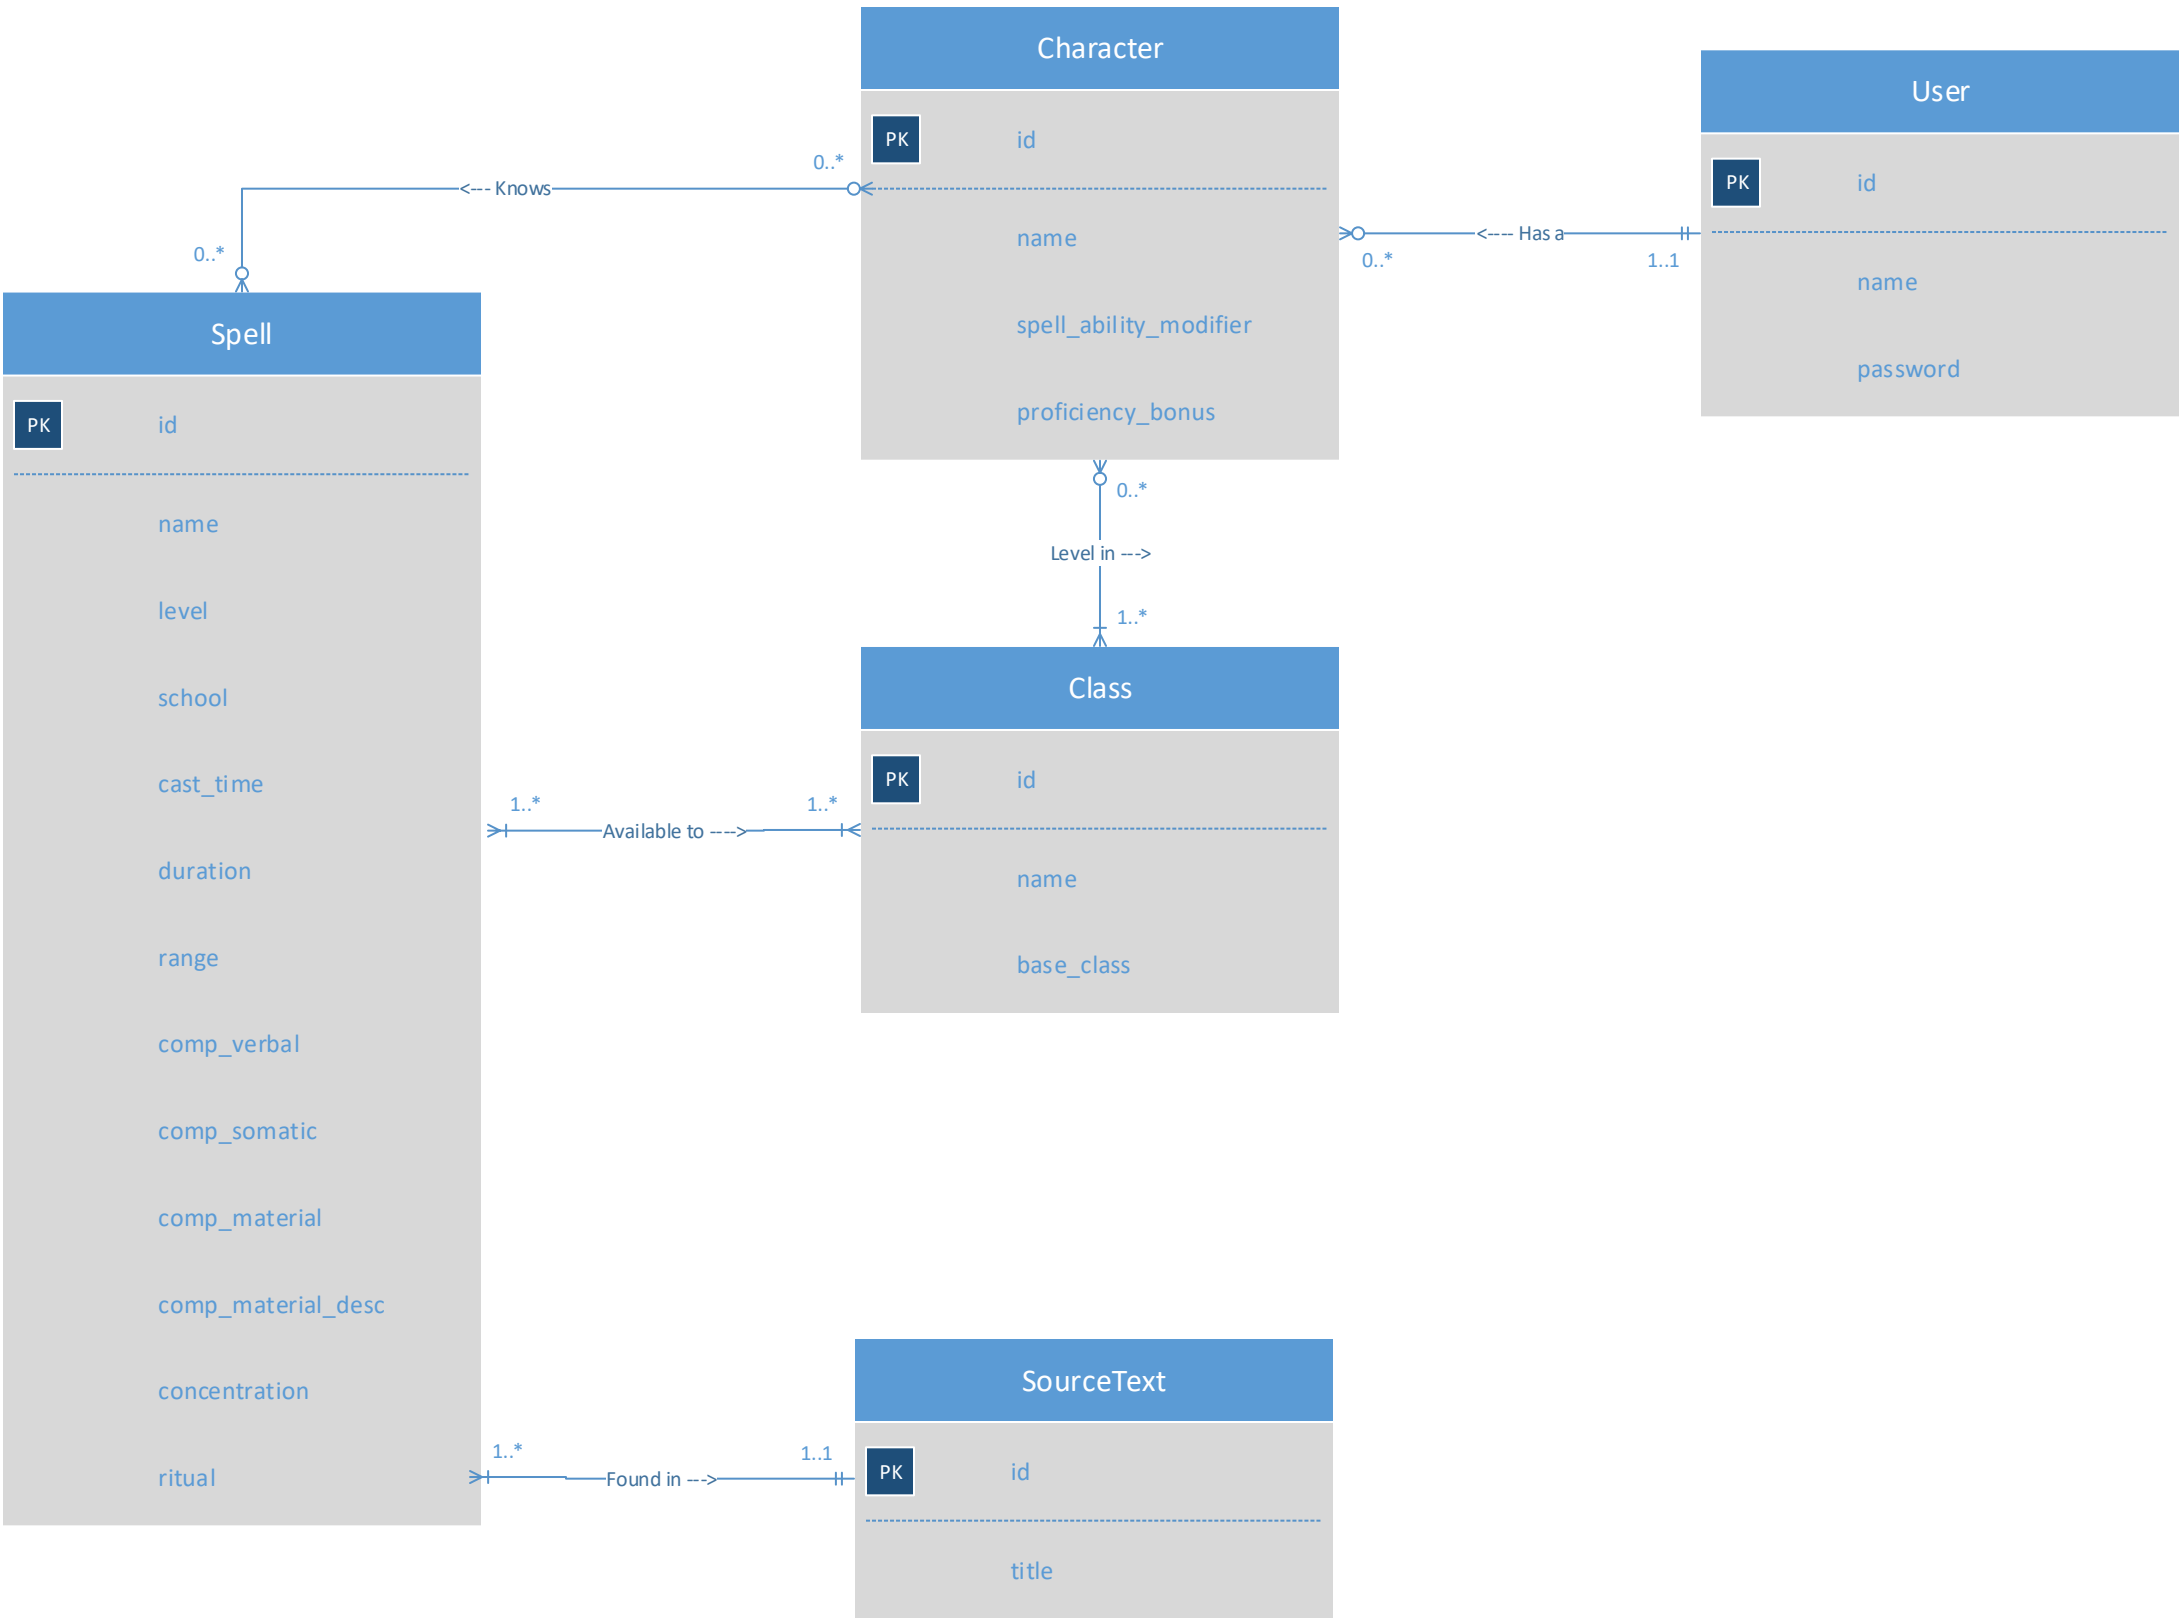 Character
PK
id
name
spell_ability_modifier
proficiency_bonus
User
PK
id
name
password
0..*
<--- Knows
0..*
0..*
<---- Has a
1..1
Spell
PK
id
name
level
school
cast_time
duration
range
comp_verbal
comp_somatic
comp_material
comp_material_desc
concentration
ritual
0..*
Level in --->
1..*
Class
PK
id
name
base_class
1..*
Available to ---->
1..*
1..*
Found in --->
1..1
SourceText
PK
id
title